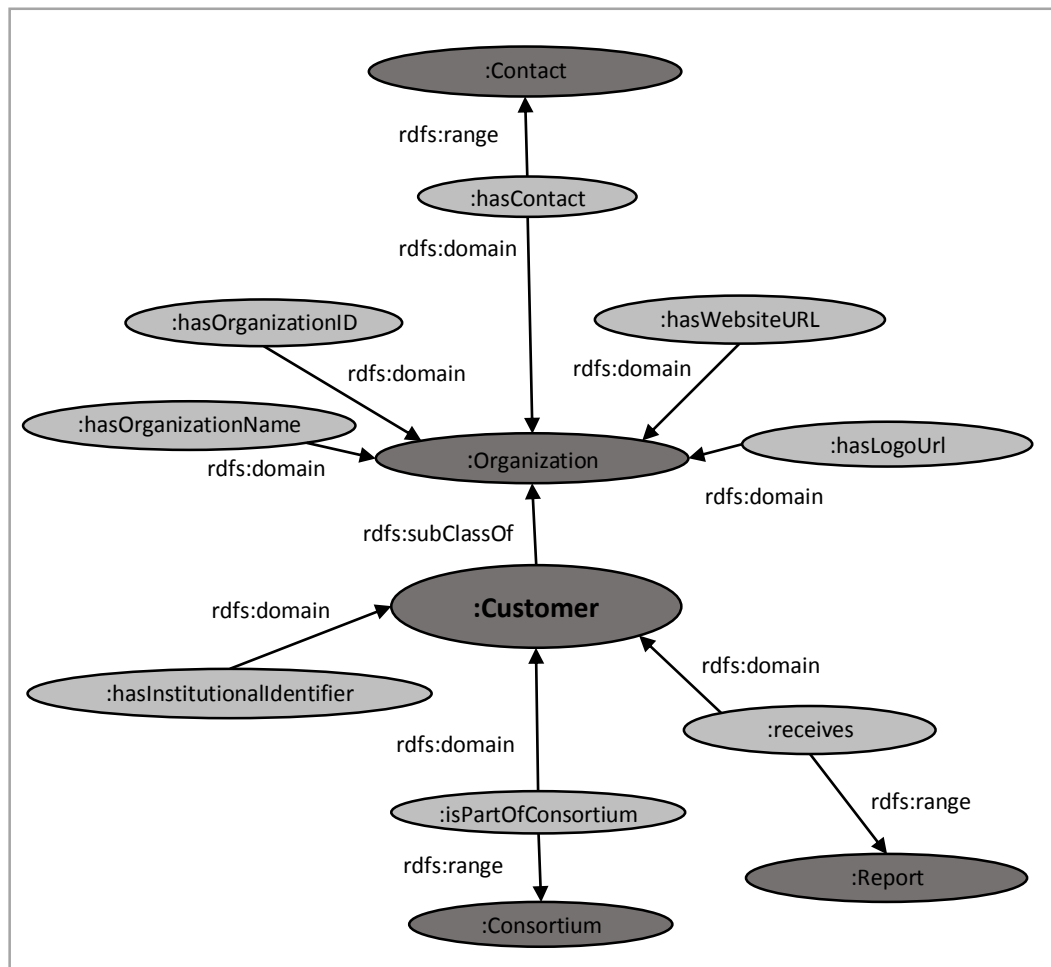 :Contact
rdfs:range
:hasContact
rdfs:domain
:hasOrganizationID
:hasWebsiteURL
rdfs:domain
rdfs:domain
:hasOrganizationName
:hasLogoUrl
:Organization
rdfs:domain
rdfs:domain
rdfs:subClassOf
rdfs:domain
:Customer
rdfs:domain
:hasInstitutionalIdentifier
:receives
rdfs:domain
rdfs:range
:isPartOfConsortium
rdfs:range
:Report
:Consortium